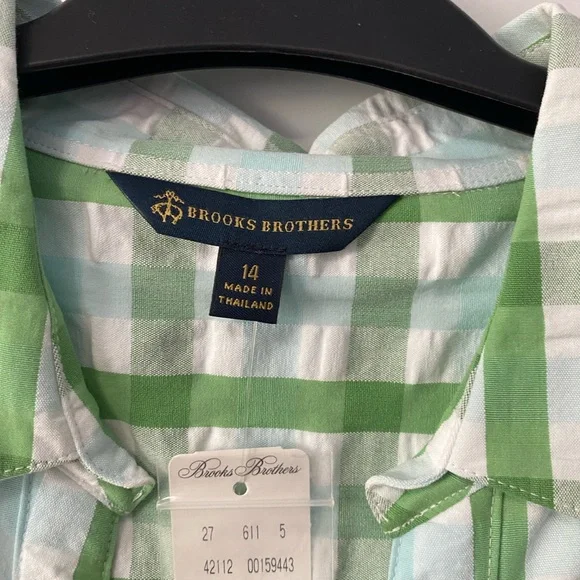 BROOKS BROTHERS
14
MADE IN
THAILAND
Brooks Brothers
27 611 5
42112 00159443